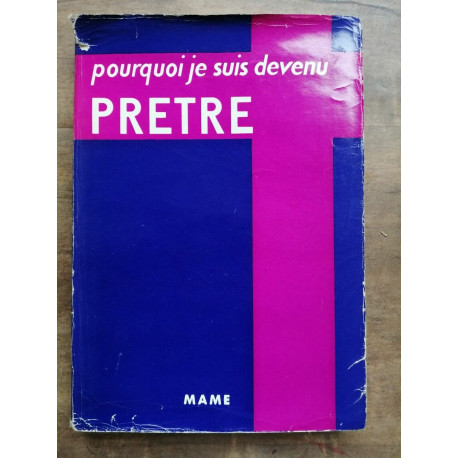 pourquoi je suis devenu
PRETRE
MAME